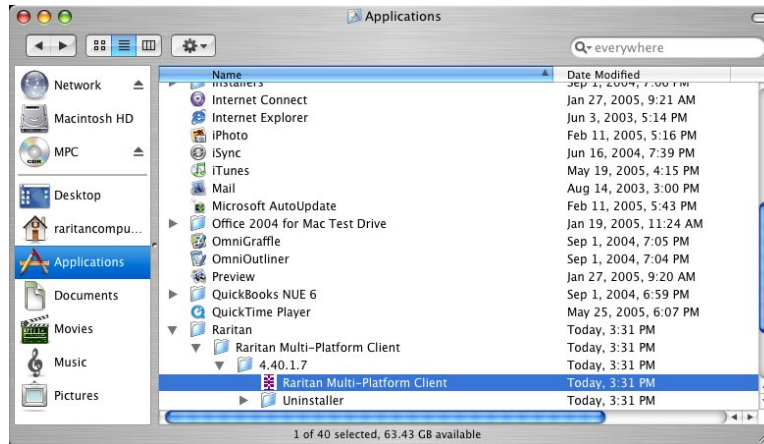 Applications
everywhere
Name Date Modified
Network
Macintosh HD
MPC
Desktop
raritancompu...
Applications
Documents
Movies
Music
Pictures
Installers Sep 1, 2004, 7:06 PM
Internet Connect Jan 27, 2005, 9:21 AM
Internet Explorer Jun 3, 2003, 5:14 PM
iPhoto Feb 11, 2005, 5:16 PM
iSync Jun 16, 2004, 7:39 PM
iTunes May 19, 2005, 4:15 PM
Mail Aug 14, 2003, 3:00 PM
Microsoft AutoUpdate Feb 11, 2005, 5:43 PM
Office 2004 for Mac Test Drive Jan 19, 2005, 11:24 AM
OmniGraffle Sep 1, 2004, 7:05 PM
OmniOutliner Sep 1, 2004, 7:04 PM
Preview Jan 27, 2005, 9:20 AM
QuickBooks NUE 6 Sep 1, 2004, 6:59 PM
QuickTime Player May 25, 2005, 6:07 PM
Raritan Today, 3:31 PM
Raritan Multi-Platform Client Today, 3:31 PM
4.40.1.7 Today, 3:31 PM
Raritan Multi-Platform Client Today, 3:31 PM
Uninstaller Today, 3:31 PM
1 of 40 selected, 63.43 GB available